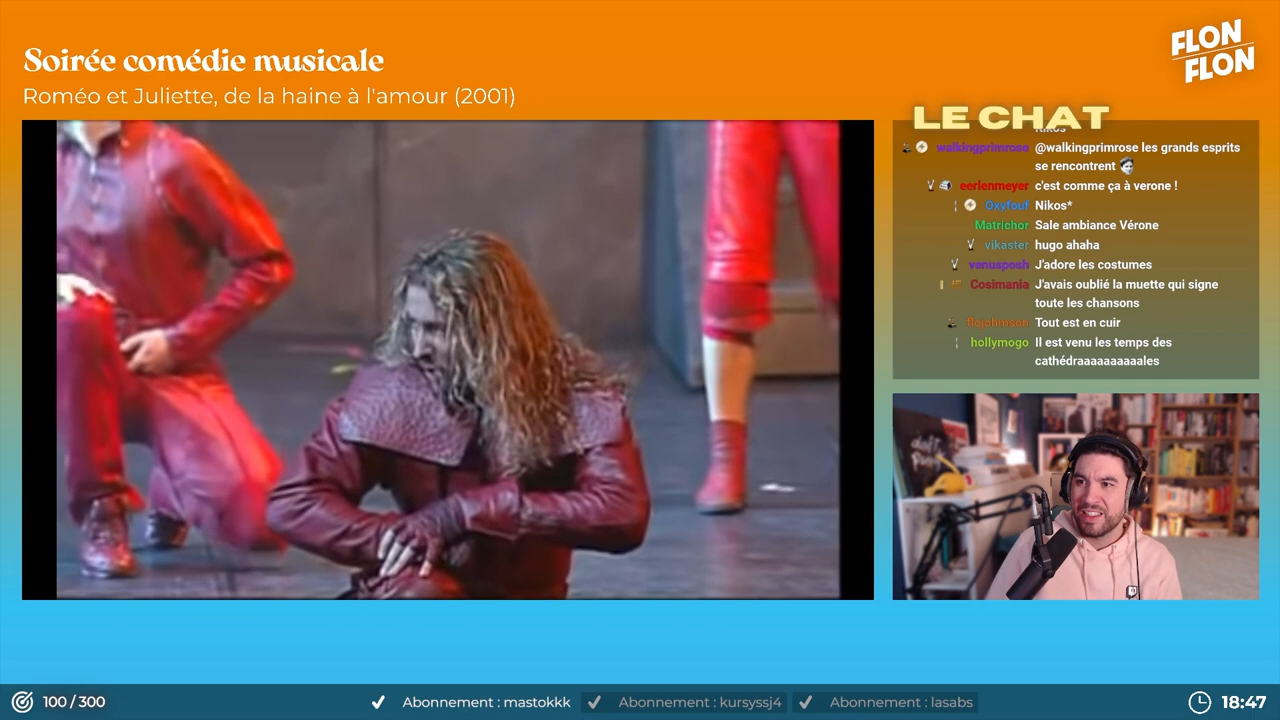 Soirée comédie musicale
Roméo et Juliette, de la haine à l'amour (2001)
FLON
FLON
LE CHAT
Nikos
walkingprimrose @walkingprimrose les grands esprits
se rencontrent
eerlenmeyer c'est comme ça à verone !
Oxyfouf Nikos*
Matrichor Sale ambiance Vérone
vikaster hugo ahaha
venusposh J'adore les costumes
Cosimania J'avais oublié la muette qui signe
toute les chansons
flojohnson Tout est en cuir
hollymogo Il est venu les temps des
cathédraaaaaaaaaales
100 / 300
Abonnement : mastokkk
Abonnement : kursyssj4
Abonnement : lasabs
18:47